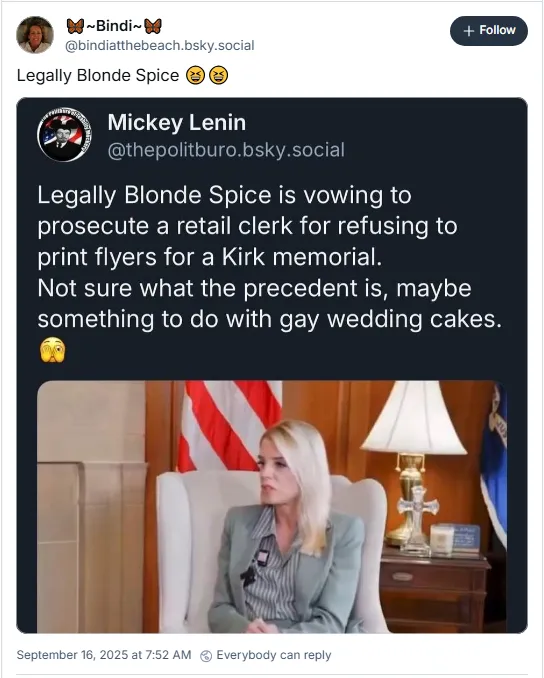 🦋~Bindi~🦋
@bindiatthebeach.bsky.social
+ Follow
Legally Blonde Spice 😆😆
Mickey Lenin
@thepolitburo.bsky.social
Legally Blonde Spice is vowing to
prosecute a retail clerk for refusing to
print flyers for a Kirk memorial.
Not sure what the precedent is, maybe
something to do with gay wedding cakes.
🫣
September 16, 2025 at 7:52 AM Everybody can reply